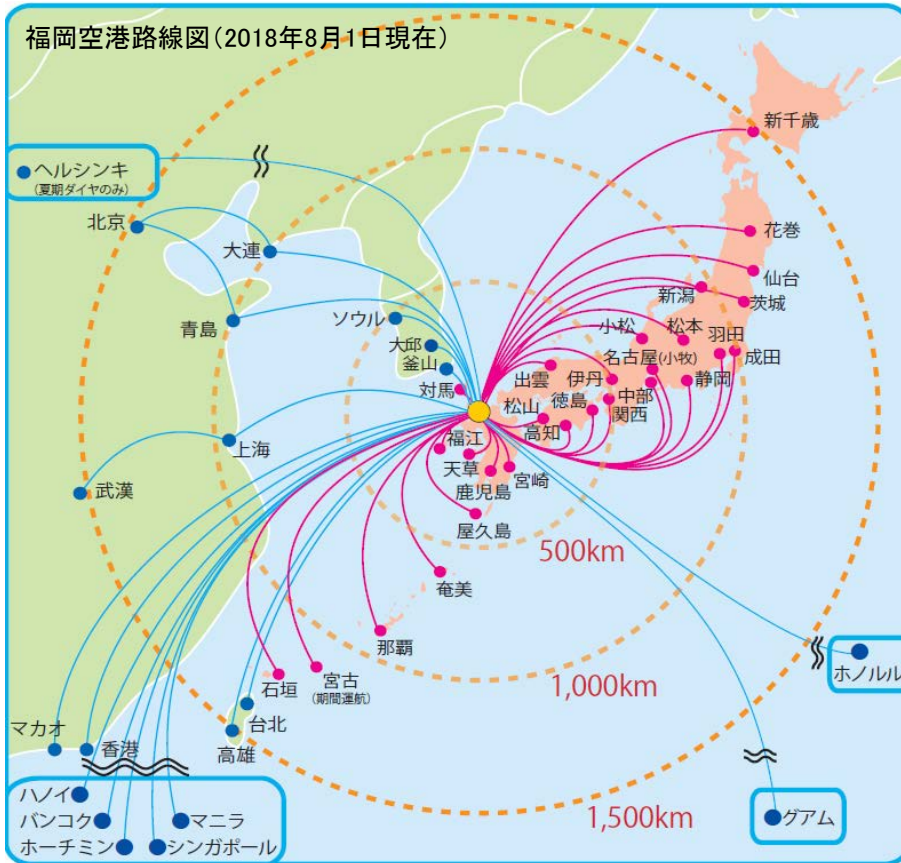 福岡空港路線図（2018年8月1日現在）
新千歳
ヘルシンキ
（夏期ダイヤのみ）
北京
花巻
大連
仙台
新潟
茨城
青島
ソウル
小松
松本
羽田
大邱
名古屋(小牧)
成田
釜山
出雲
伊丹
静岡
対馬
中部
松山
徳島
関西
高知
福江
上海
天草
宮崎
武漢
鹿児島
屋久島
500km
奄美
那覇
ホノルル
石垣
宮古
（期間運航）
1,000km
台北
マカオ
香港
高雄
ハノイ
バンコク
マニラ
1,500km
グアム
ホーチミン
シンガポール